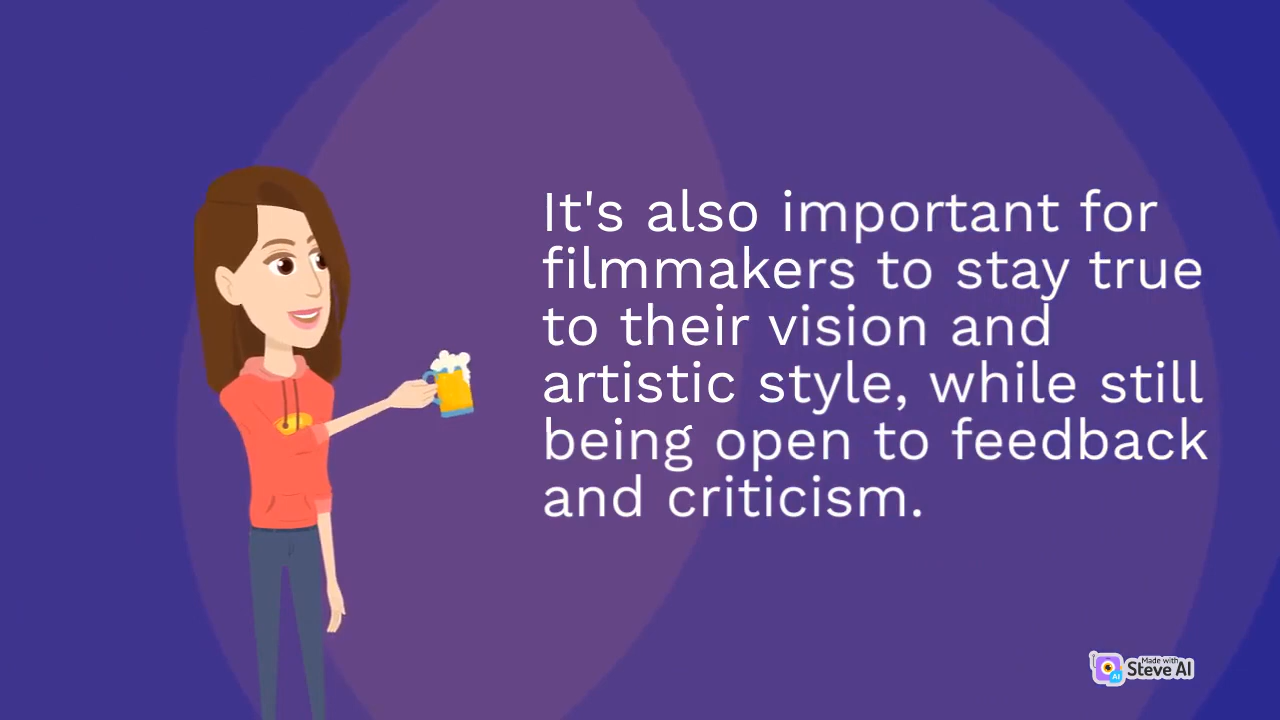 It's also important for
filmmakers to stay true
to their vision and
artistic style, while still
being open to feedback
and criticism.
Made with
Steve AI
AI